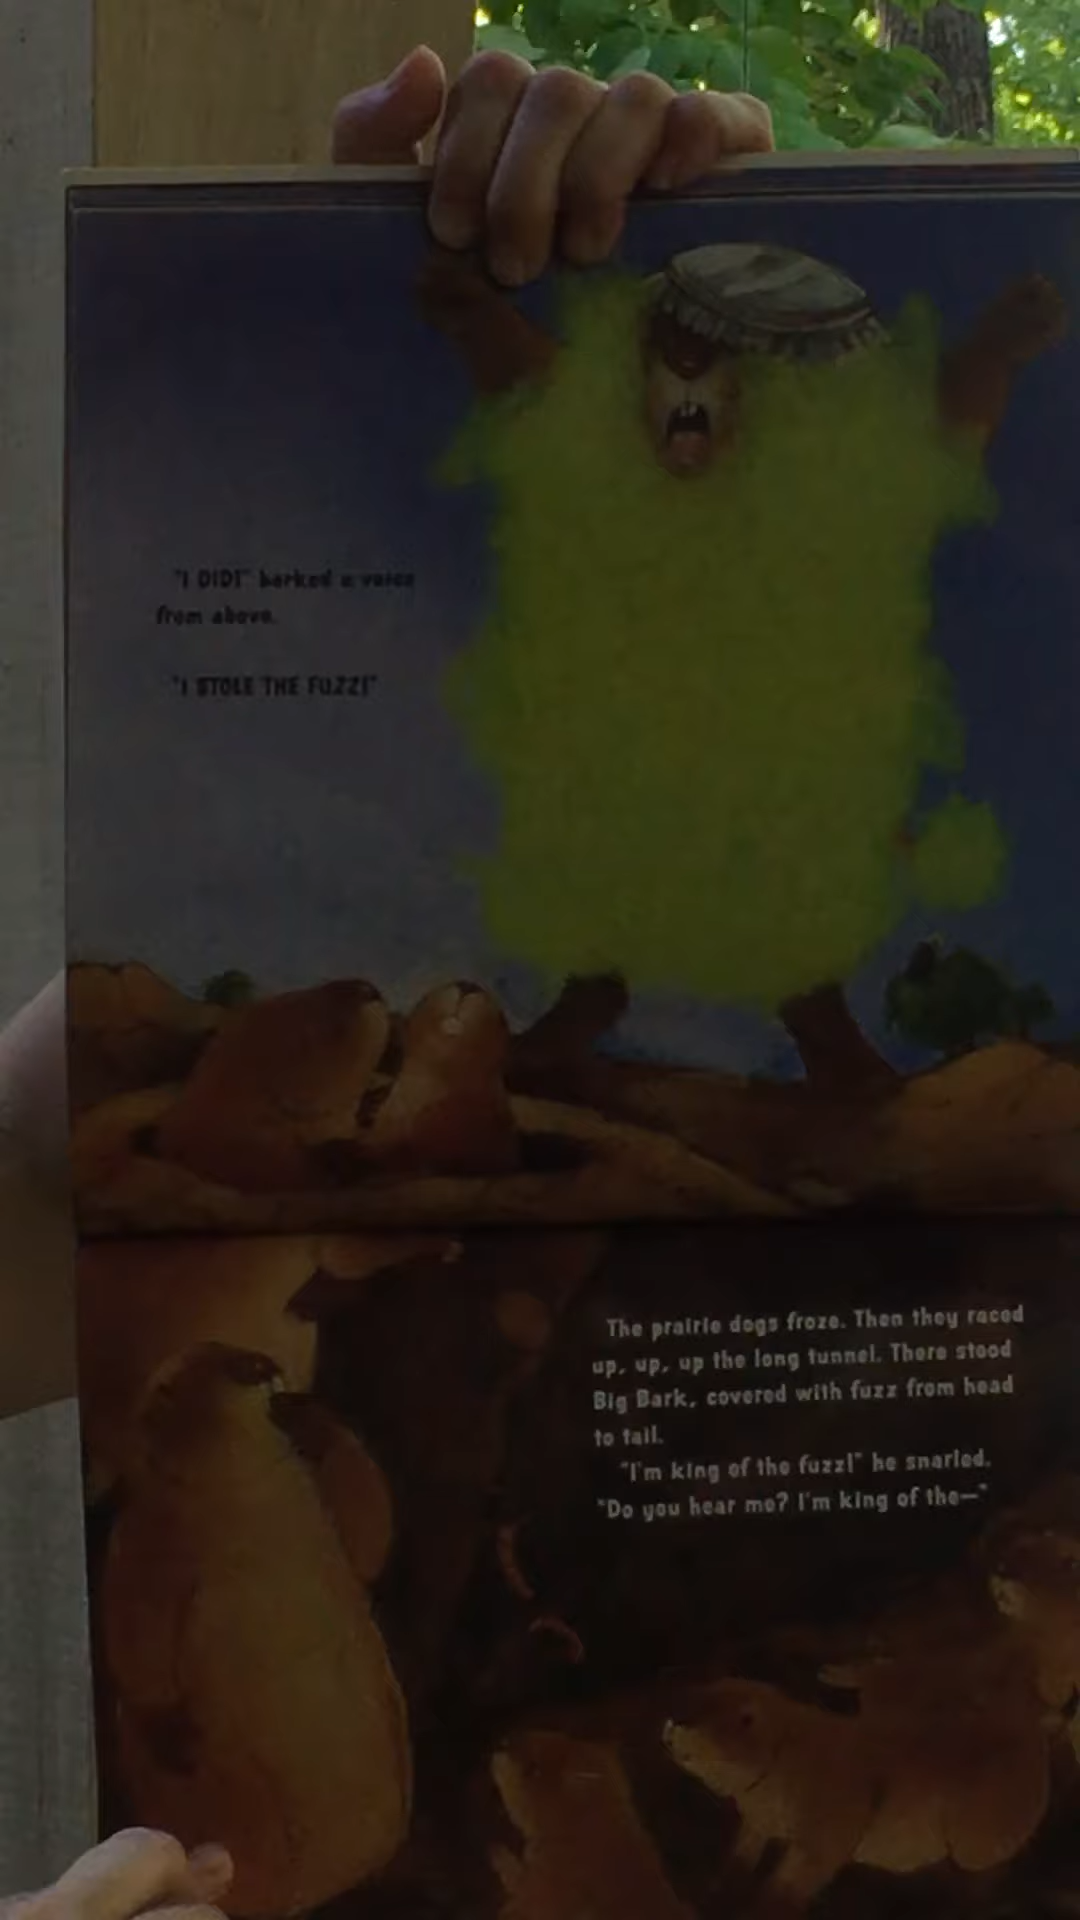 "I DID!" barked a voice
from above.
"I STOLE THE FUZZ!"
The prairie dogs froze. Then they raced
up, up, up the long tunnel. There stood
Big Bark, covered with fuzz from head
to tail.
"I'm king of the fuzz!" he snarled.
"Do you hear me? I'm king of the—"